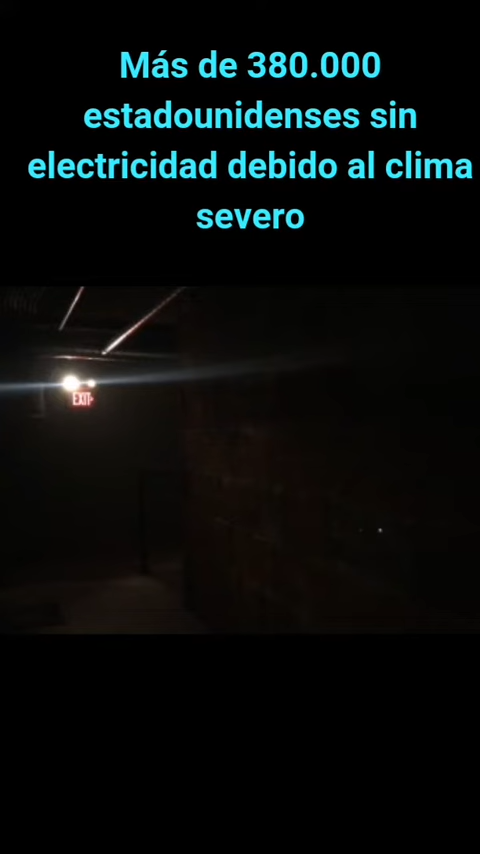 Más de 380.000
estadounidenses sin
electricidad debido al clima
severo
EXIT